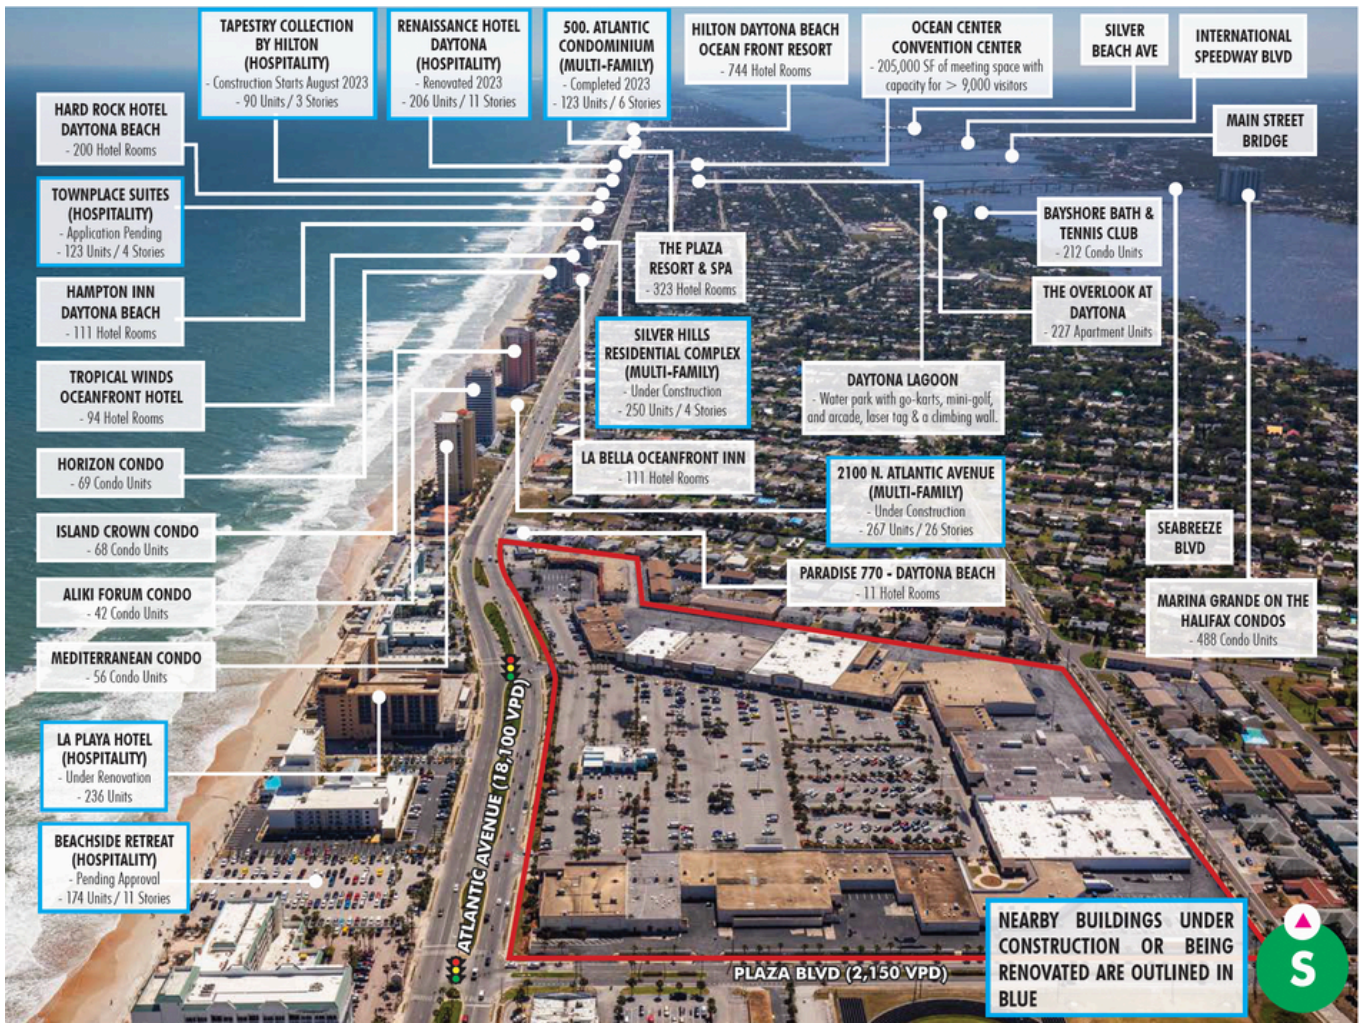 TAPESTRY COLLECTION
BY HILTON
(HOSPITALITY)
- Construction Starts August 2023
- 90 Units / 3 Stories
RENAISSANCE HOTEL
DAYTONA
(HOSPITALITY)
- Renovated 2023
- 206 Units / 11 Stories
500. ATLANTIC
CONDOMINIUM
(MULTI-FAMILY)
- Completed 2023
- 123 Units / 6 Stories
HILTON DAYTONA BEACH
OCEAN FRONT RESORT
- 744 Hotel Rooms
OCEAN CENTER
CONVENTION CENTER
- 205,000 SF of meeting space with
capacity for > 9,000 visitors
SILVER
BEACH AVE
INTERNATIONAL
SPEEDWAY BLVD
MAIN STREET
BRIDGE
HARD ROCK HOTEL
DAYTONA BEACH
- 200 Hotel Rooms
TOWNPLACE SUITES
(HOSPITALITY)
- Application Pending
- 123 Units / 4 Stories
HAMPTON INN
DAYTONA BEACH
- 111 Hotel Rooms
TROPICAL WINDS
OCEANFRONT HOTEL
- 94 Hotel Rooms
HORIZON CONDO
- 69 Condo Units
ISLAND CROWN CONDO
- 68 Condo Units
ALIKI FORUM CONDO
- 42 Condo Units
MEDITERRANEAN CONDO
- 56 Condo Units
LA PLAYA HOTEL
(HOSPITALITY)
- Under Renovation
- 236 Units
BEACHSIDE RETREAT
(HOSPITALITY)
- Pending Approval
- 174 Units / 11 Stories
THE PLAZA
RESORT & SPA
- 323 Hotel Rooms
SILVER HILLS
RESIDENTIAL COMPLEX
(MULTI-FAMILY)
- Under Construction
- 250 Units / 4 Stories
LA BELLA OCEANFRONT INN
- 111 Hotel Rooms
BAYSHORE BATH &
TENNIS CLUB
- 212 Condo Units
THE OVERLOOK AT
DAYTONA
- 227 Apartment Units
DAYTONA LAGOON
- Water park with go-karts, mini-golf,
and arcade, laser tag & a climbing wall.
2100 N. ATLANTIC AVENUE
(MULTI-FAMILY)
- Under Construction
- 267 Units / 26 Stories
PARADISE 770 - DAYTONA BEACH
- 11 Hotel Rooms
SEABREEZE
BLVD
MARINA GRANDE ON THE
HALIFAX CONDOS
- 488 Condo Units
ATLANTIC AVENUE (18,100 VPD)
PLAZA BLVD (2,150 VPD)
NEARBY BUILDINGS UNDER
CONSTRUCTION OR BEING
RENOVATED ARE OUTLINED IN
BLUE
S